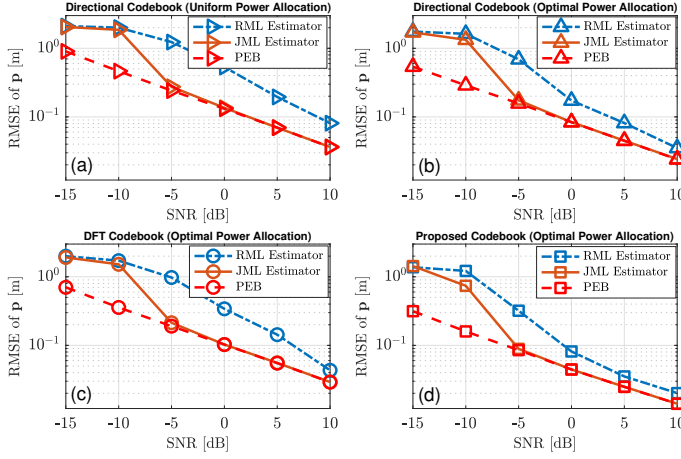 Directional Codebook (Uniform Power Allocation)
RMSE of p [m]
10^0
10^-1
RML Estimator
JML Estimator
PEB
(a)
-15 -10 -5 0 5 10
SNR [dB]
Directional Codebook (Optimal Power Allocation)
RMSE of p [m]
10^0
10^-1
RML Estimator
JML Estimator
PEB
(b)
-15 -10 -5 0 5 10
SNR [dB]
DFT Codebook (Optimal Power Allocation)
RMSE of p [m]
10^0
10^-1
RML Estimator
JML Estimator
PEB
(c)
-15 -10 -5 0 5 10
SNR [dB]
Proposed Codebook (Optimal Power Allocation)
RMSE of p [m]
10^0
10^-1
RML Estimator
JML Estimator
PEB
(d)
-15 -10 -5 0 5 10
SNR [dB]